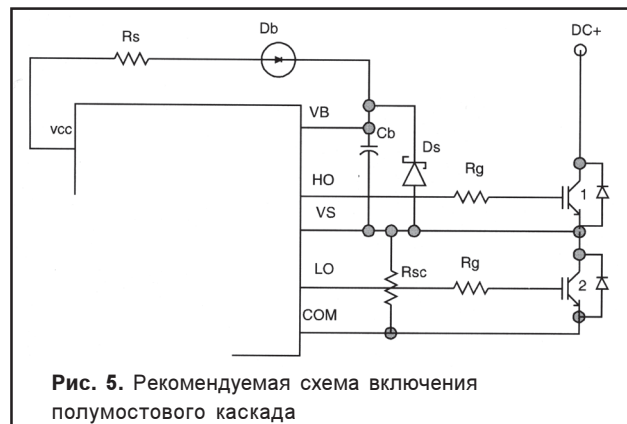 Rs
Db
DC+
vcc
VB
Cb
Ds
HO
Rg
1
VS
LO
Rsc
Rg
2
COM
Рис. 5. Рекомендуемая схема включения
полумостового каскада